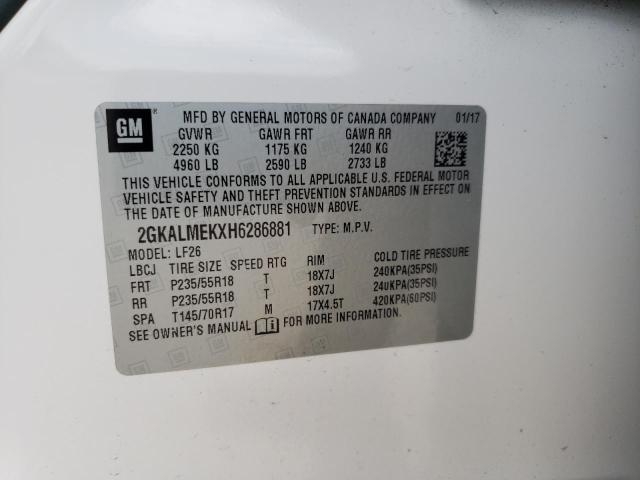 GM
MFD BY GENERAL MOTORS OF CANADA COMPANY 01/17
GVWR GAWR FRT GAWR RR
2250 KG 1175 KG 1240 KG
4960 LB 2590 LB 2733 LB
THIS VEHICLE CONFORMS TO ALL APPLICABLE U.S. FEDERAL MOTOR
VEHICLE SAFETY AND THEFT PREVENTION STANDARDS IN EFFECT ON
THE DATE OF MANUFACTURE SHOWN ABOVE.
2GKALMEKXH6286881 TYPE: M.P.V.
MODEL: LF26
LBCJ TIRE SIZE SPEED RTG RIM COLD TIRE PRESSURE
FRT P235/55R18 T 18X7J 240KPA(35PSI)
RR P235/55R18 T 18X7J 240KPA(35PSI)
SPA T145/70R17 M 17X4.5T 420KPA(60PSI)
SEE OWNER'S MANUAL FOR MORE INFORMATION.